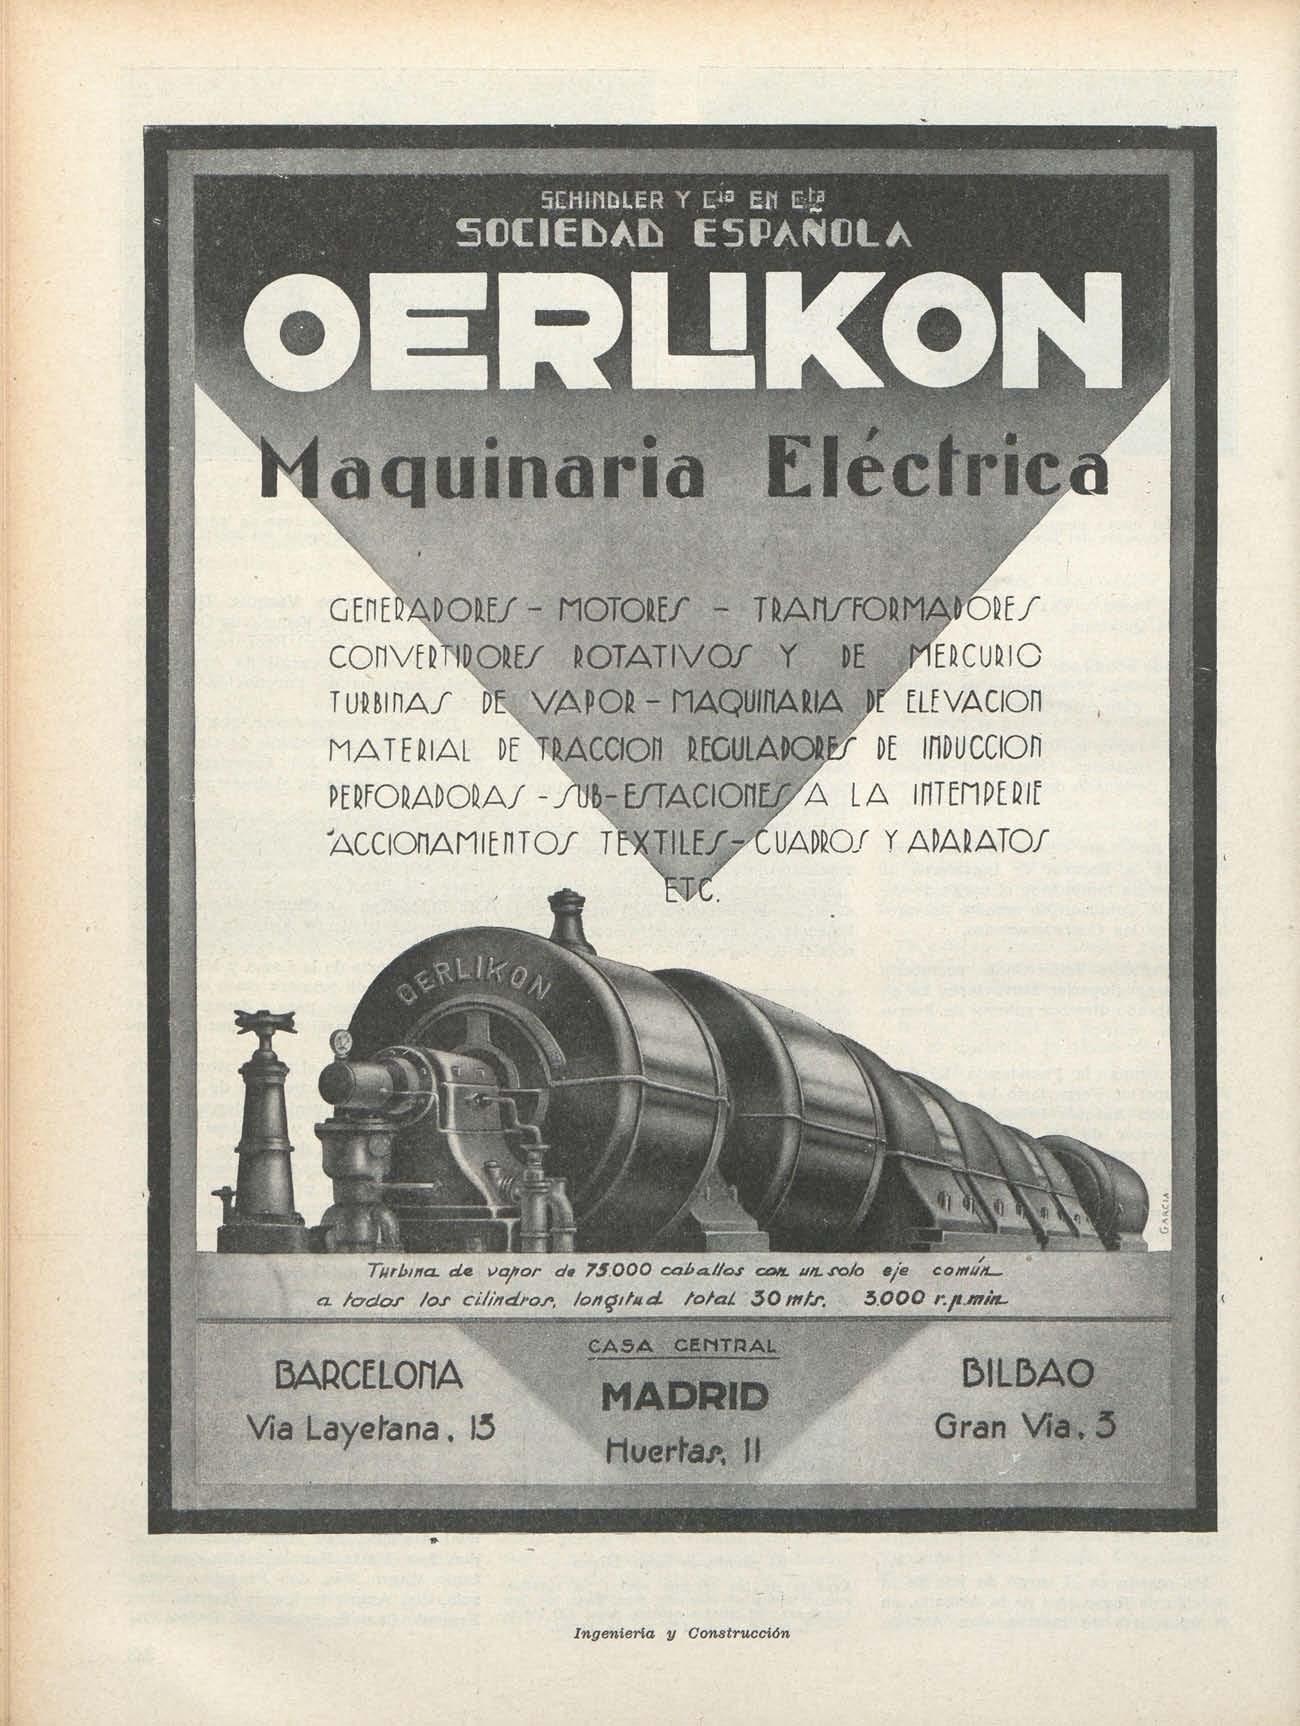 SCHINDLER Y Cia EN Cta
SOCIEDAD ESPAÑOLA
OERLIKON
Maquinaria Eléctrica
GENERADORES - MOTORES - TRANSFORMADORES
CONVERTIDORES ROTATIVOS Y DE MERCURIO
TURBINAS DE VAPOR - MAQUINARIA DE ELEVACION
MATERIAL DE TRACCION REGULADORES DE INDUCCION
PERFORADORAS - SUB-ESTACIONES A LA INTEMPERIE
ACCIONAMIENTOS TEXTILES - CUADROS Y APARATOS
ETC.
OERLIKON
GARCIA
Turbina de vapor de 75.000 caballos con un solo eje común
a todos los cilindros, longitud total 30 mts. 3.000 r.p.min.
BARCELONA
Via Layetana, 13
CASA CENTRAL
MADRID
Huertas, 11
BILBAO
Gran Via, 3
Ingeniería y Construcción